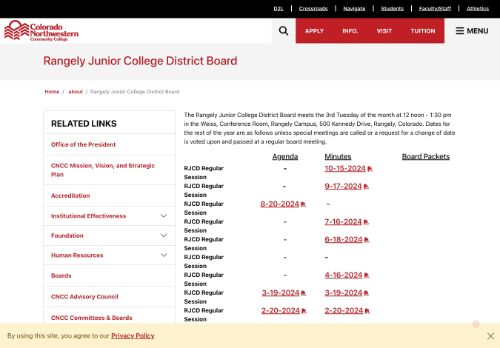 D2L Crossroads Navigate Students Faculty/Staff Athletics
Colorado Northwestern Community College
APPLY INFO. VISIT TUITION MENU
Rangely Junior College District Board
Home / about / Rangely Junior College District Board
RELATED LINKS
Office of the President
CNCC Mission, Vision, and Strategic
Plan
Accreditation
Institutional Effectiveness
Foundation
Human Resources
Boards
CNCC Advisory Council
CNCC Committees & Boards
The Rangely Junior College District Board meets the 3rd Tuesday of the month at 12 noon - 1:30 pm
in the Weiss, Conference Room, Rangely Campus, 500 Kennedy Drive, Rangely, Colorado. Dates for
the rest of the year are as follows unless special meetings are called or a request for a change of date
is voted upon and passed at a regular board meeting.
Agenda Minutes Board Packets
RJCD Regular - 10-15-2024
Session
RJCD Regular - 9-17-2024
Session
RJCD Regular 8-20-2024 -
Session
RJCD Regular - 7-16-2024
Session
RJCD Regular - 6-18-2024
Session
RJCD Regular - -
Session
RJCD Regular - 4-16-2024
Session
RJCD Regular 3-19-2024 3-19-2024
Session
RJCD Regular 2-20-2024 2-20-2024
Session
By using this site, you agree to our Privacy Policy